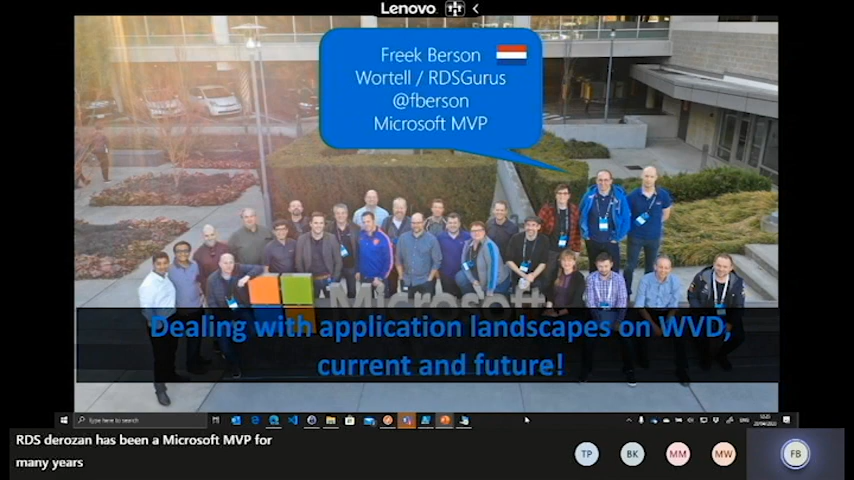 Lenovo
Freek Berson
Wortell / RDSGurus
@fberson
Microsoft MVP
Microsoft
Dealing with application landscapes on WVD,
current and future!
Type here to search
RDS derozan has been a Microsoft MVP for
many years
TP
BK
MM
MW
FB